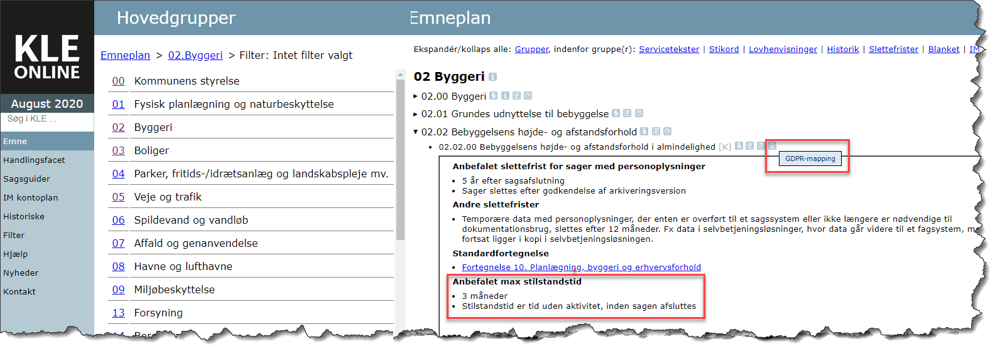 KLE
ONLINE
August 2020
Søg i KLE ...
Emne
Handlingsfacet
Sagsguider
IM kontoplan
Historiske
Filter
Hjælp
Nyheder
Kontakt
Hovedgrupper
Emneplan > 02.Byggeri > Filter: Intet filter valgt
00 Kommunens styrelse
01 Fysisk planlægning og naturbeskyttelse
02 Byggeri
03 Boliger
04 Parker, fritids-/idrætsanlæg og landskabspleje mv.
05 Veje og trafik
06 Spildevand og vandløb
07 Affald og genanvendelse
08 Havne og lufthavne
09 Miljøbeskyttelse
13 Forsyning
Emneplan
Ekspandér/kollaps alle: Grupper, indenfor gruppe(r): Servicetekster | Stikord | Lovhenvisninger | Historik | Slettefrister | Blanket | IM
02 Byggeri
02.00 Byggeri
02.01 Grundes udnyttelse til bebyggelse
02.02 Bebyggelsens højde- og afstandsforhold
• 02.02.00 Bebyggelsens højde- og afstandsforhold i almindelighed [K]
GDPR-mapping
Anbefalet slettefrist for sager med personoplysninger
• 5 år efter sagsafslutning
• Sager slettes efter godkendelse af arkiveringsversion
Andre slettefrister
• Temporære data med personoplysninger, der enten er overført til et sagssystem eller ikke længere er nødvendige til
dokumentationsbrug, slettes efter 12 måneder. Fx data i selvbetjeningsløsninger, hvor data går videre til et fagsystem, m
fortsat ligger i kopi i selvbetjeningsløsningen.
Standardfortegnelse
• Fortegnelse 10. Planlægning, byggeri og erhvervsforhold
Anbefalet max stilstandstid
• 3 måneder
• Stilstandstid er tid uden aktivitet, inden sagen afsluttes